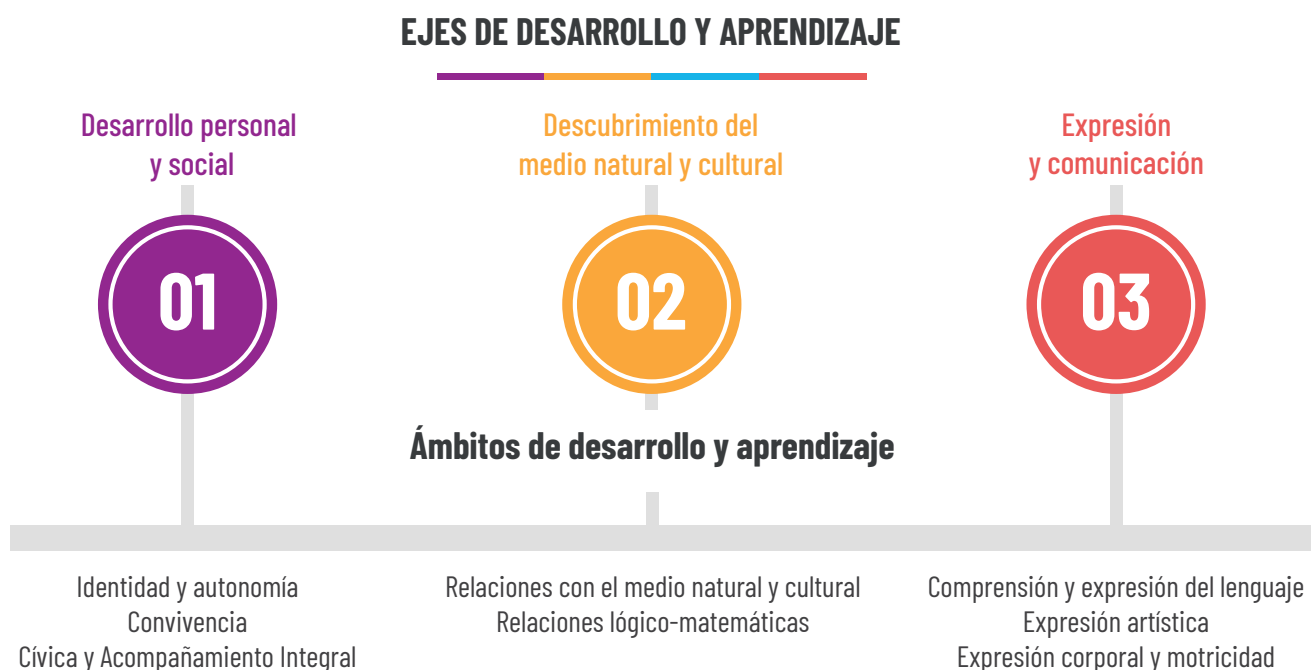 EJES DE DESARROLLO Y APRENDIZAJE
Desarrollo personal
y social
01
Descubrimiento del
medio natural y cultural
02
Expresión
y comunicación
03
Ámbitos de desarrollo y aprendizaje
Identidad y autonomía
Convivencia
Cívica y Acompañamiento Integral
Relaciones con el medio natural y cultural
Relaciones lógico-matemáticas
Comprensión y expresión del lenguaje
Expresión artística
Expresión corporal y motricidad